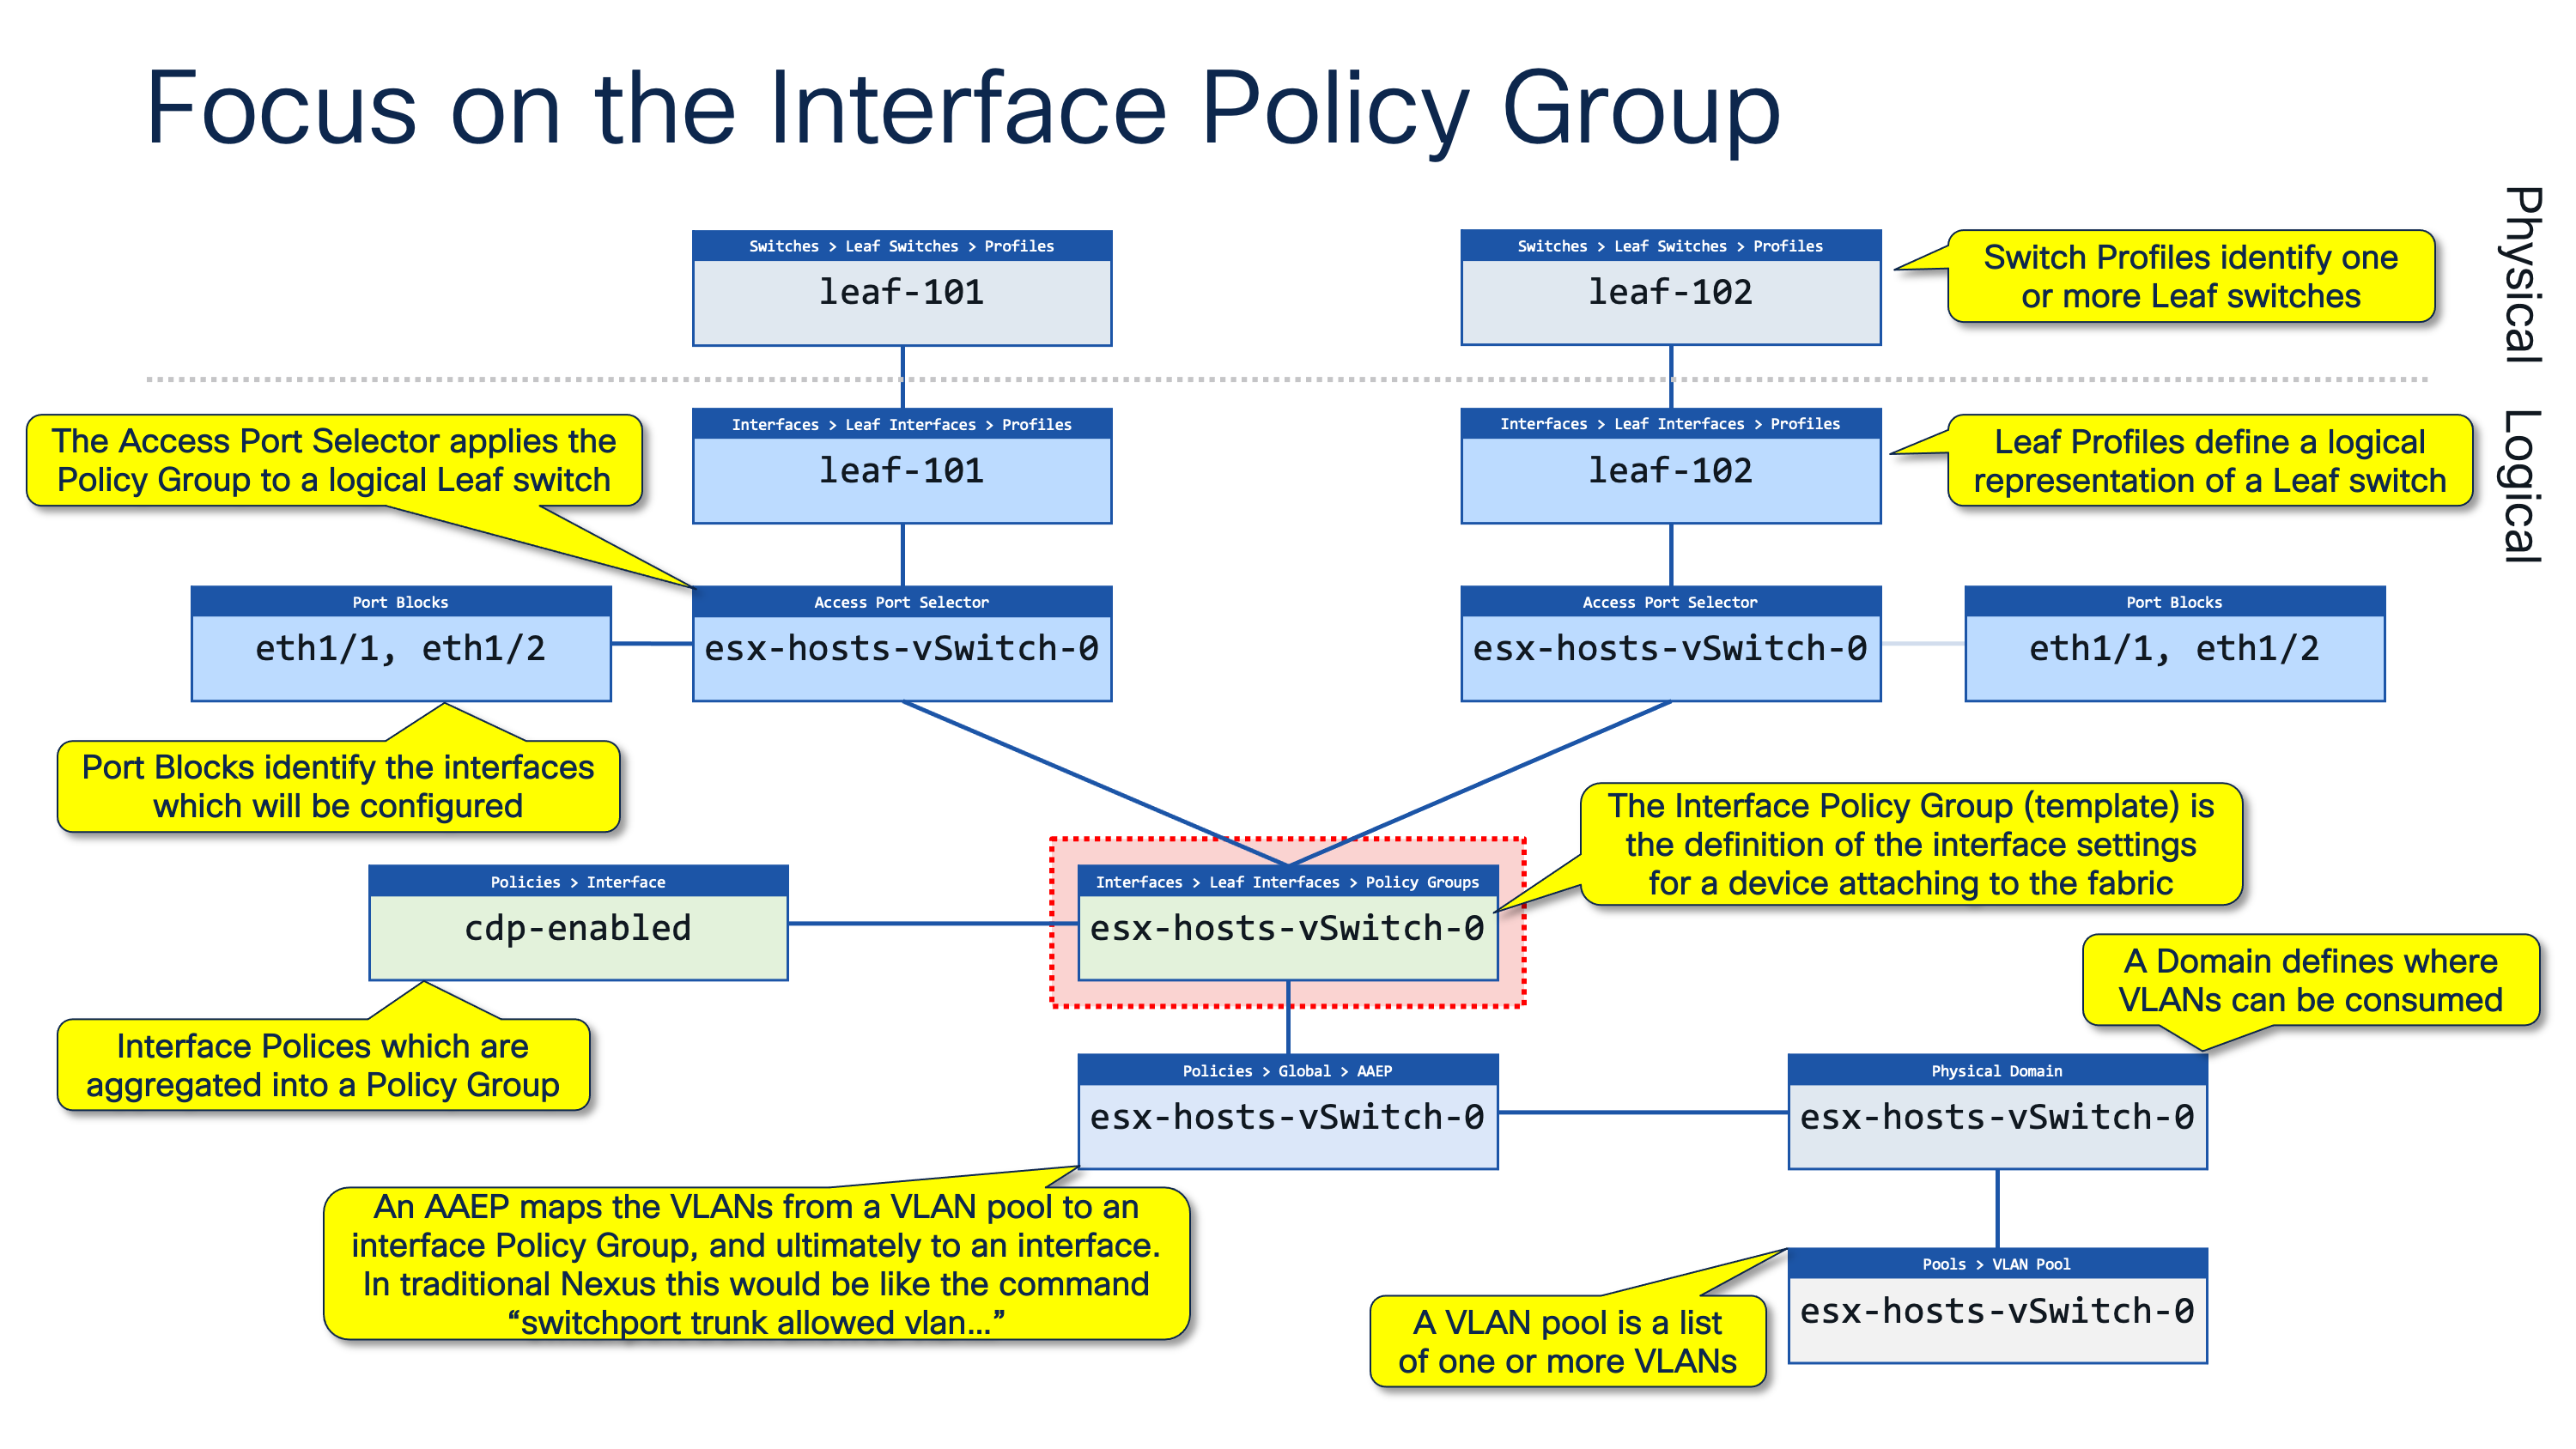 Focus on the Interface Policy Group
Physical
Logical
Switches > Leaf Switches > Profiles
leaf-101
Switches > Leaf Switches > Profiles
leaf-102
Switch Profiles identify one
or more Leaf switches
The Access Port Selector applies the
Policy Group to a logical Leaf switch
Interfaces > Leaf Interfaces > Profiles
leaf-101
Interfaces > Leaf Interfaces > Profiles
leaf-102
Leaf Profiles define a logical
representation of a Leaf switch
Port Blocks
eth1/1, eth1/2
Access Port Selector
esx-hosts-vSwitch-0
Access Port Selector
esx-hosts-vSwitch-0
Port Blocks
eth1/1, eth1/2
Port Blocks identify the interfaces
which will be configured
The Interface Policy Group (template) is
the definition of the interface settings
for a device attaching to the fabric
Policies > Interface
cdp-enabled
Interfaces > Leaf Interfaces > Policy Groups
esx-hosts-vSwitch-0
A Domain defines where
VLANs can be consumed
Interface Polices which are
aggregated into a Policy Group
Policies > Global > AAEP
esx-hosts-vSwitch-0
Physical Domain
esx-hosts-vSwitch-0
An AAEP maps the VLANs from a VLAN pool to an
interface Policy Group, and ultimately to an interface.
In traditional Nexus this would be like the command
“switchport trunk allowed vlan...”
Pools > VLAN Pool
esx-hosts-vSwitch-0
A VLAN pool is a list
of one or more VLANs